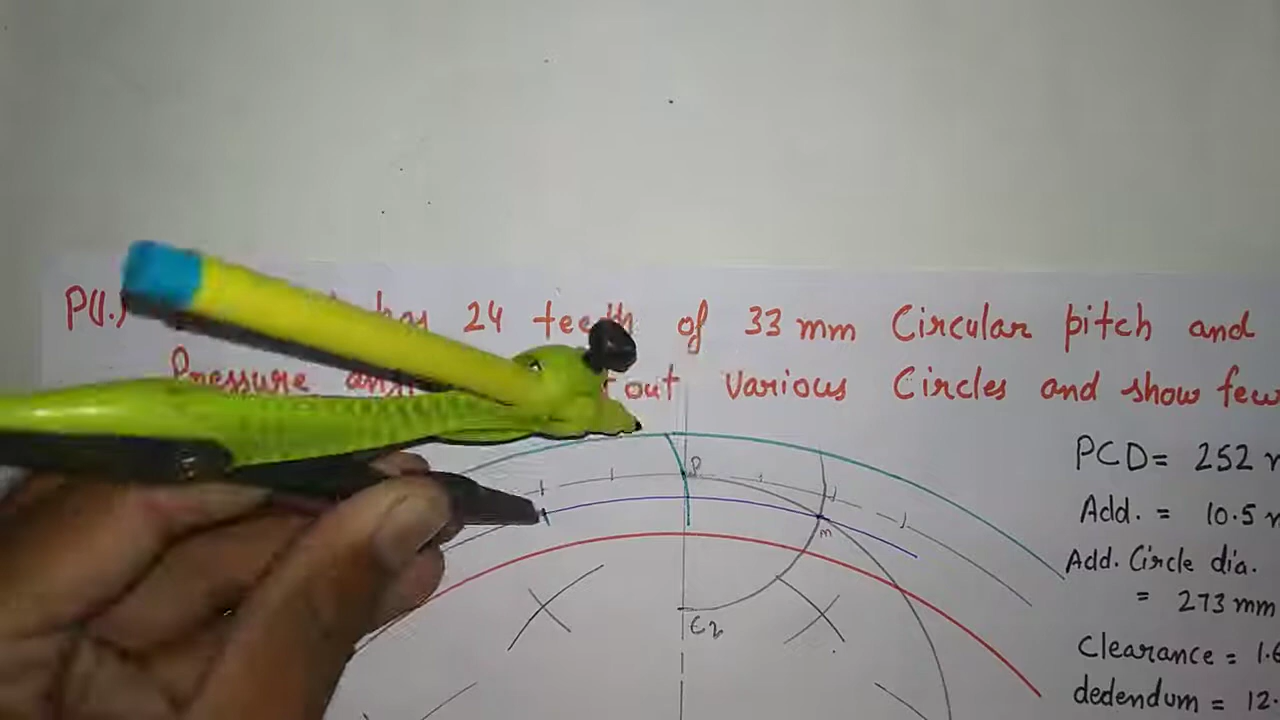 P(1.) 24 teeth of 33 mm Circular pitch and
Pressure out Various Circles and show few
PCD = 252
Add. = 10.5
Add. Circle dia.
= 273 mm
Clearance = 1.6
dedendum = 12.
P
m
C2